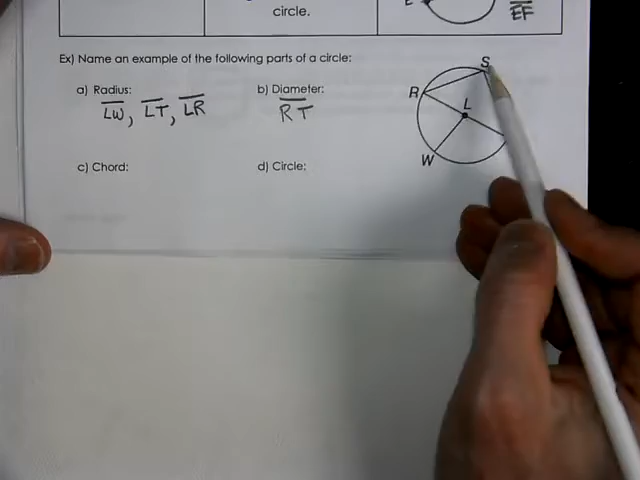 circle.
EF
Ex) Name an example of the following parts of a circle:
a) Radius:
LW, LT, LR
b) Diameter:
RT
S
R
L
W
c) Chord:
d) Circle: